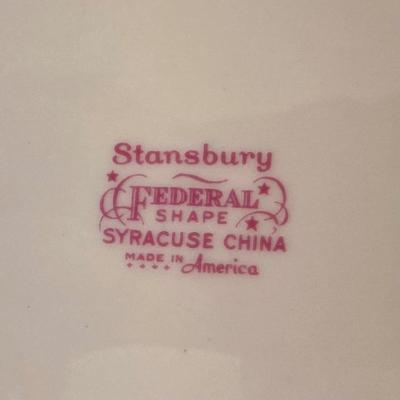 Stansbury
FEDERAL
SHAPE
SYRACUSE CHINA
MADE IN America